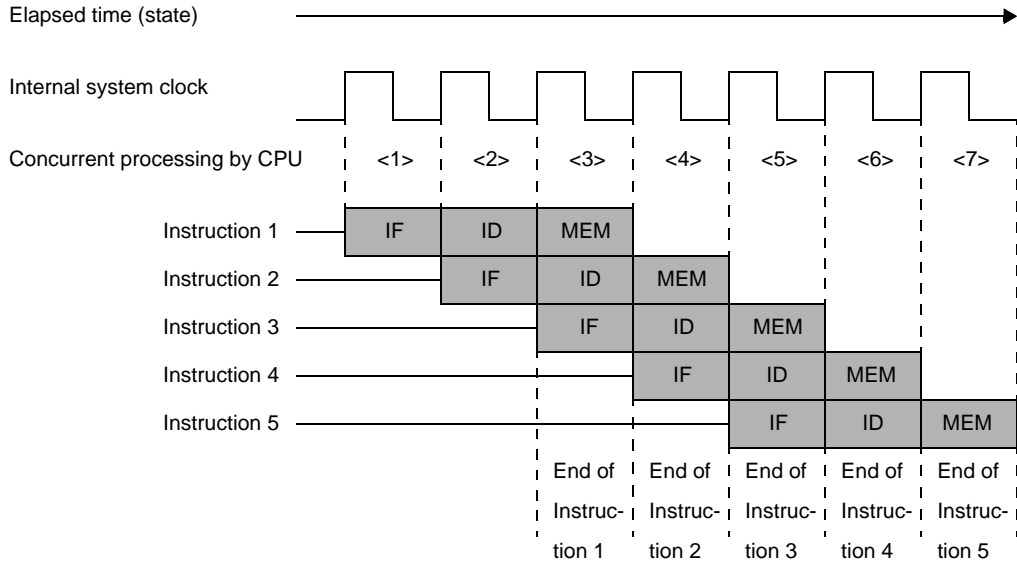 Elapsed time (state)
Internal system clock
Concurrent processing by CPU <1> <2> <3> <4> <5> <6> <7>
Instruction 1 IF ID MEM
Instruction 2 IF ID MEM
Instruction 3 IF ID MEM
Instruction 4 IF ID MEM
Instruction 5 IF ID MEM
End of End of End of End of End of
Instruc- Instruc- Instruc- Instruc- Instruc-
tion 1 tion 2 tion 3 tion 4 tion 5